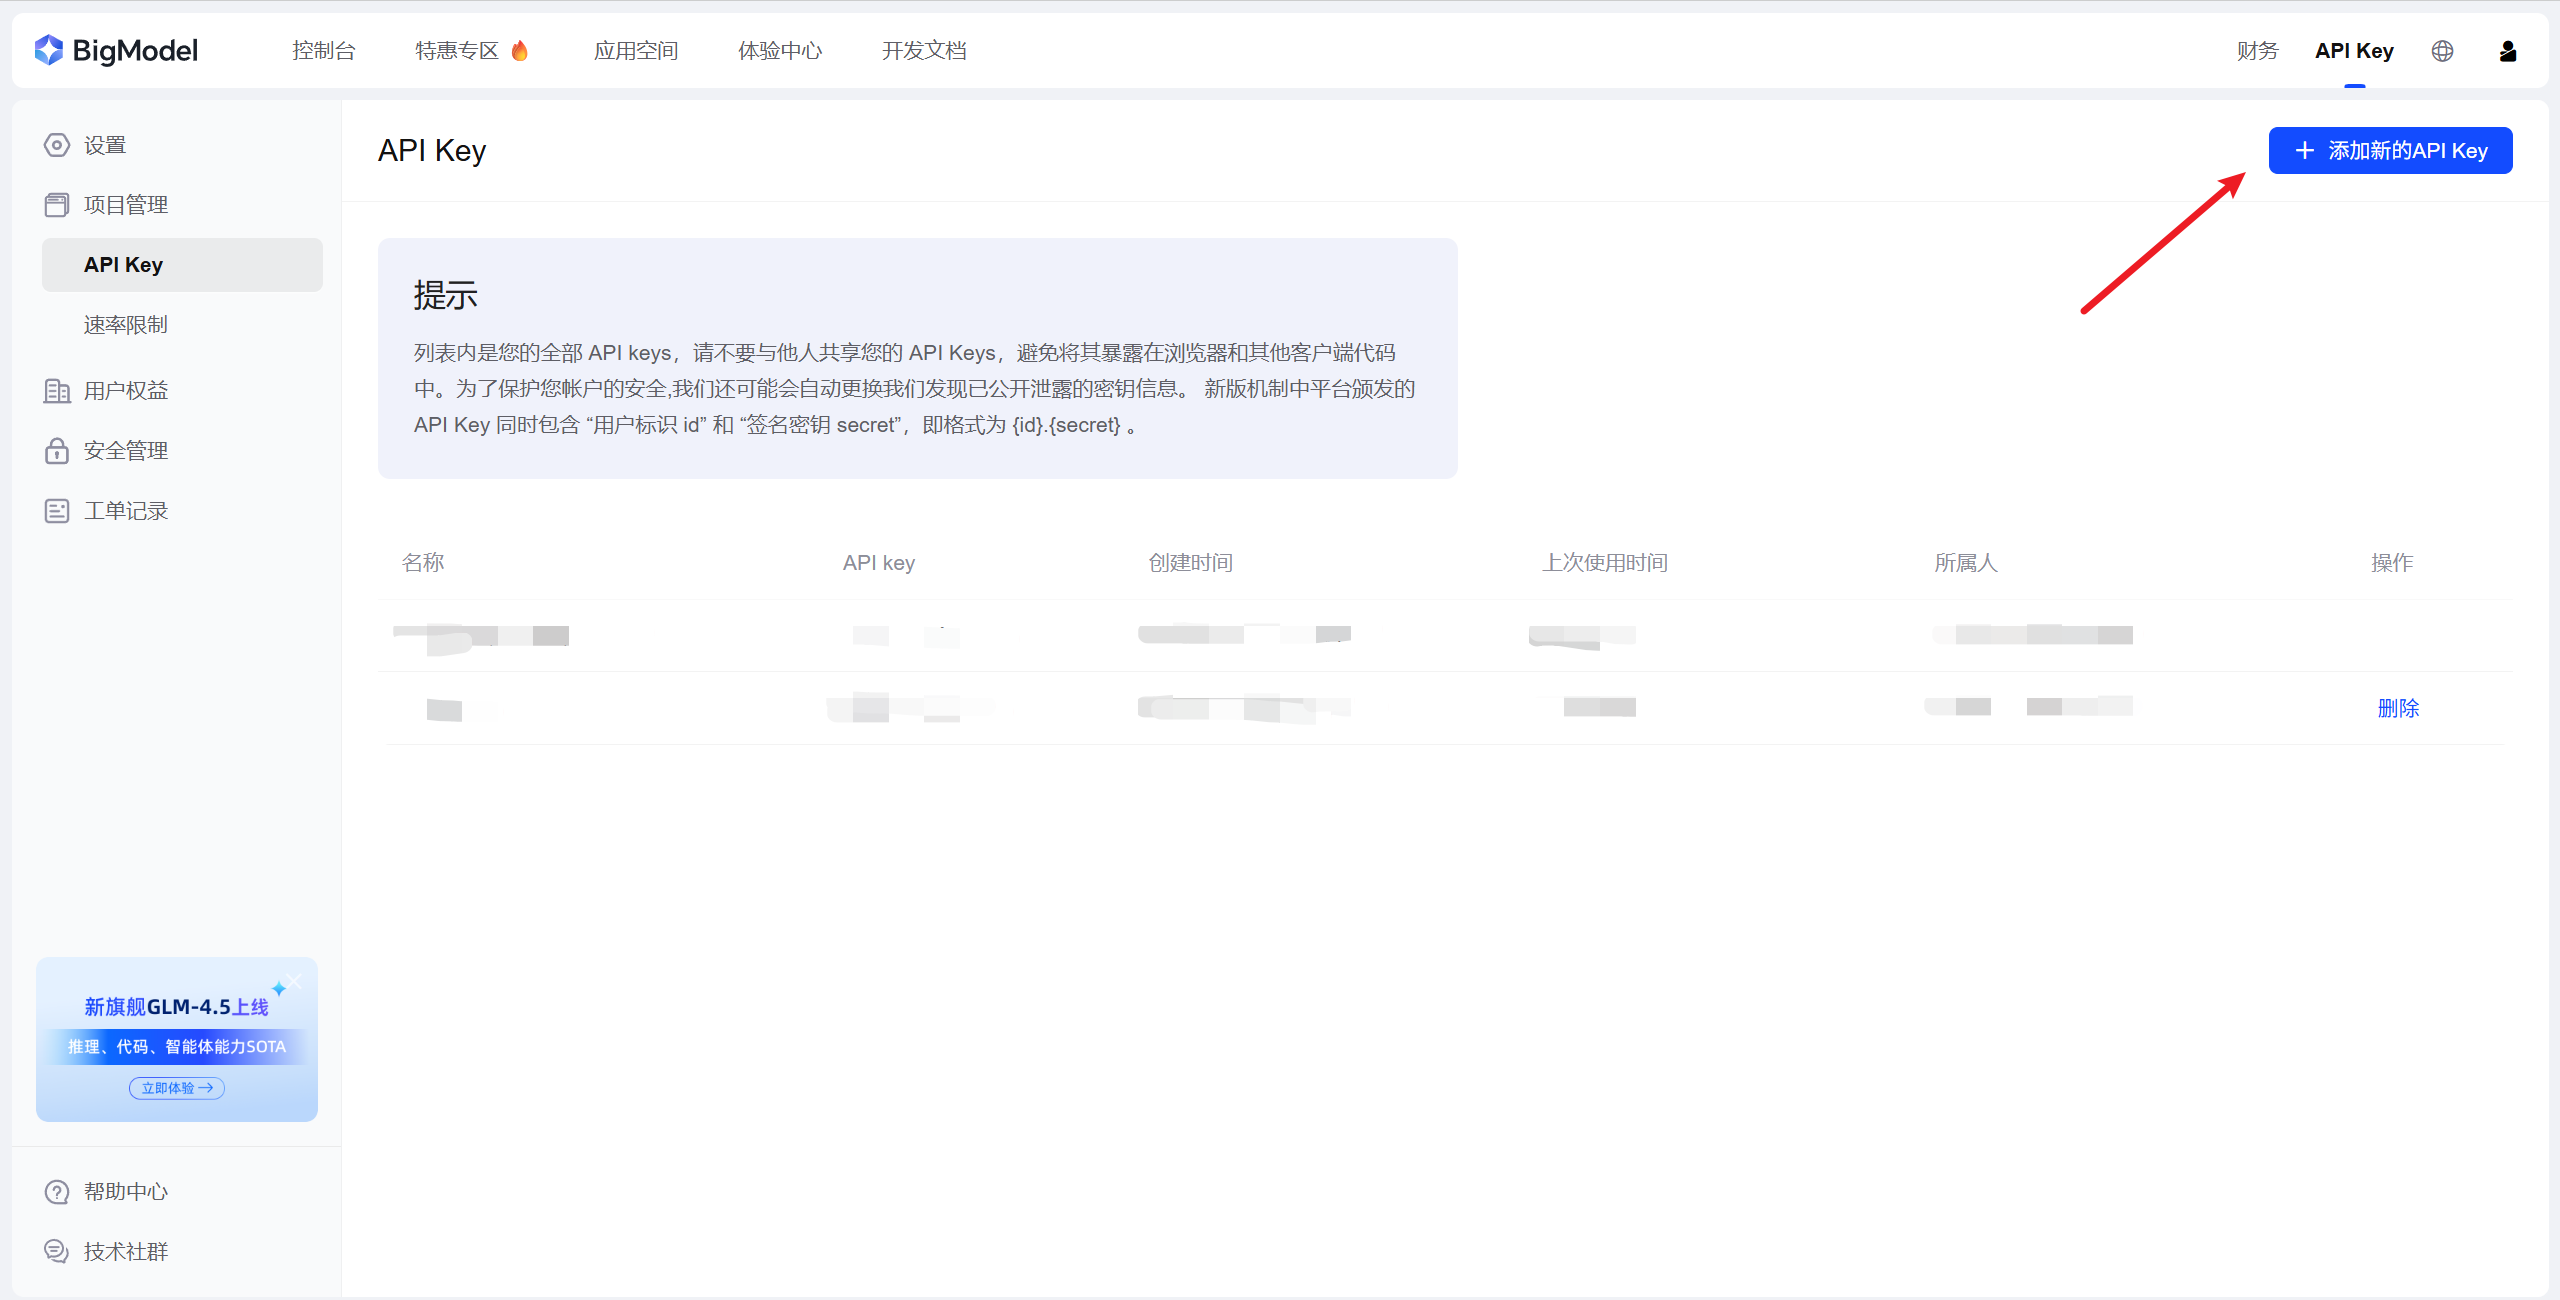 BigModel
控制台
特惠专区
应用空间
体验中心
开发文档
财务
API Key
设置
项目管理
API Key
速率限制
用户权益
安全管理
工单记录
API Key
添加新的API Key
提示
列表内是您的全部 API keys，请不要与他人共享您的 API Keys，避免将其暴露在浏览器和其他客户端代码
中。为了保护您帐户的安全,我们还可能会自动更换我们发现已公开泄露的密钥信息。 新版机制中平台颁发的
API Key 同时包含 “用户标识 id” 和 “签名密钥 secret”，即格式为 {id}.{secret} 。
名称
API key
创建时间
上次使用时间
所属人
操作
删除
新旗舰GLM-4.5上线
推理、代码、智能体能力SOTA
立即体验
帮助中心
技术社群